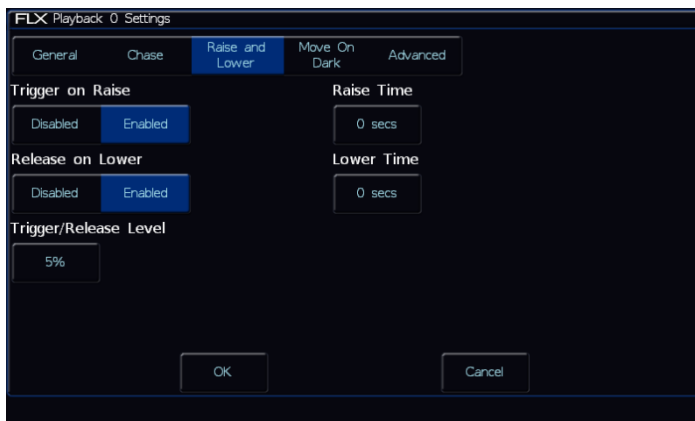 FLX Playback 0 Settings
General
Chase
Raise and
Lower
Move On
Dark
Advanced
Trigger on Raise
Raise Time
Disabled
Enabled
0 secs
Release on Lower
Lower Time
Disabled
Enabled
0 secs
Trigger/Release Level
5%
OK
Cancel